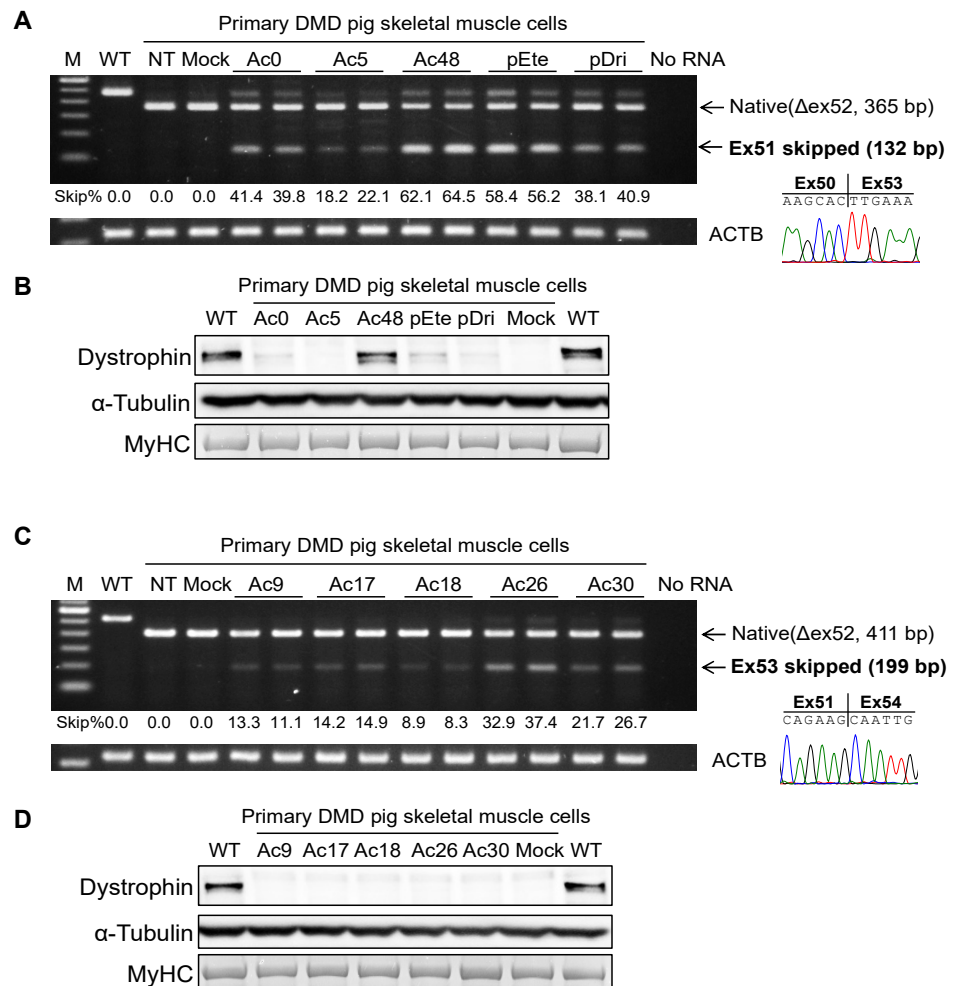 A
Primary DMD pig skeletal muscle cells
M WT NT Mock Ac0 Ac5 Ac48 pEte pDri No RNA
Native(Δex52, 365 bp)
Ex51 skipped (132 bp)
Skip% 0.0 0.0 0.0 41.4 39.8 18.2 22.1 62.1 64.5 58.4 56.2 38.1 40.9
Ex50 Ex53
AAGCACTTGAAA
ACTB
B
Primary DMD pig skeletal muscle cells
WT Ac0 Ac5 Ac48 pEte pDri Mock WT
Dystrophin
α-Tubulin
MyHC
C
Primary DMD pig skeletal muscle cells
M WT NT Mock Ac9 Ac17 Ac18 Ac26 Ac30 No RNA
Native(Δex52, 411 bp)
Ex53 skipped (199 bp)
Skip%0.0 0.0 0.0 13.3 11.1 14.2 14.9 8.9 8.3 32.9 37.4 21.7 26.7
Ex51 Ex54
CAGAAGCAATTG
ACTB
D
Primary DMD pig skeletal muscle cells
WT Ac9 Ac17 Ac18 Ac26 Ac30 Mock WT
Dystrophin
α-Tubulin
MyHC